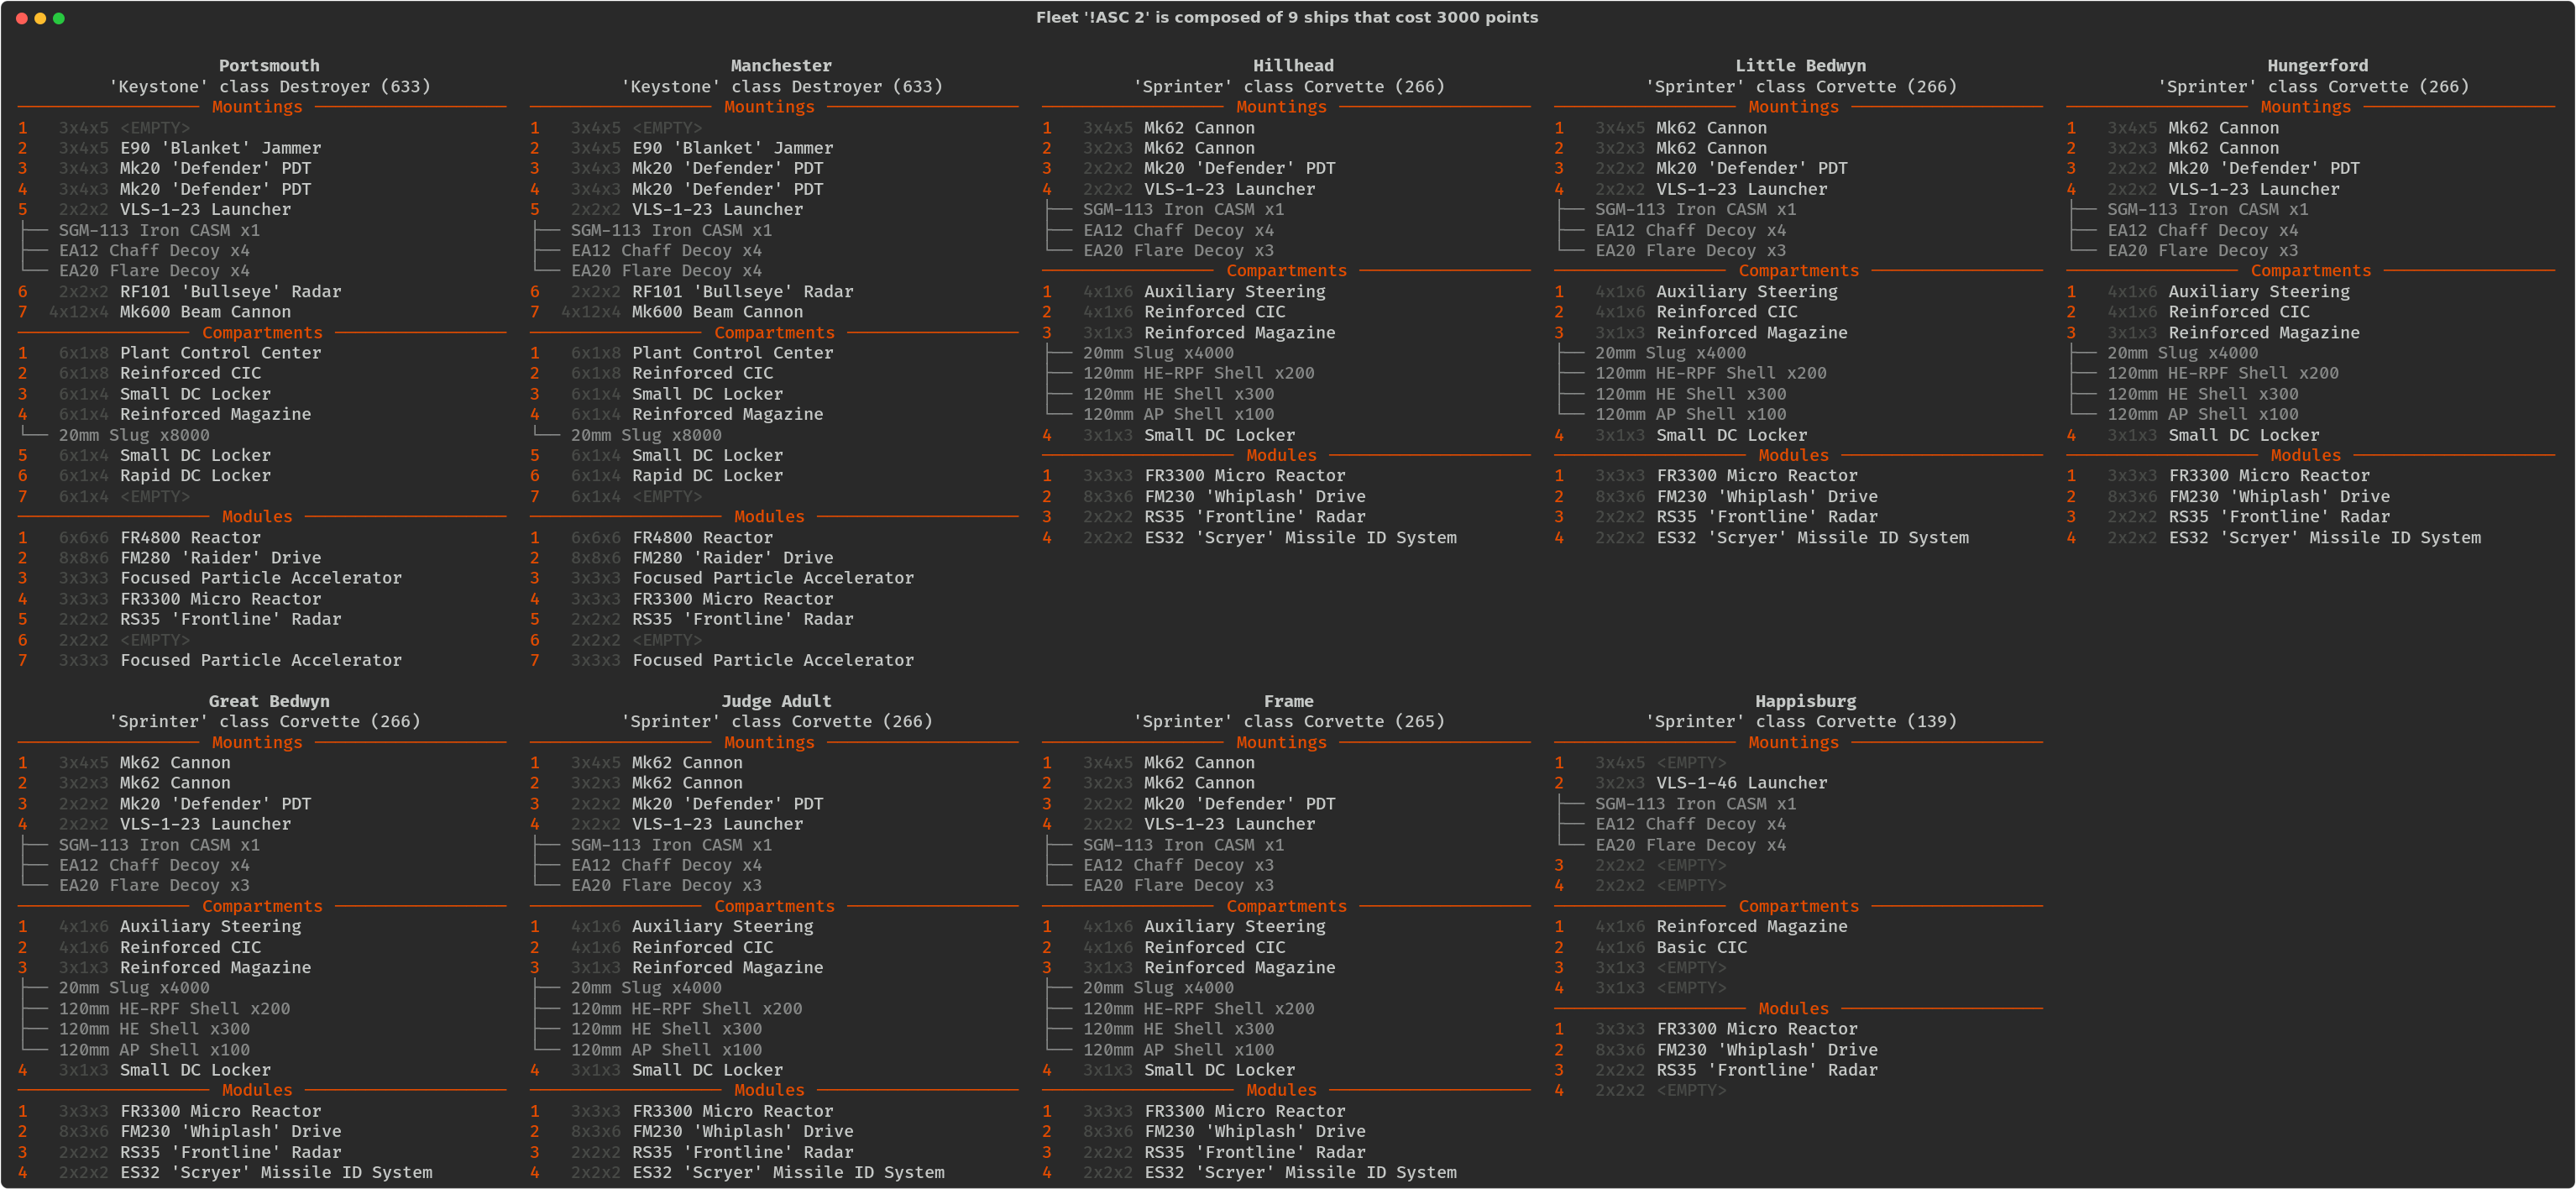 Fleet '!ASC 2' is composed of 9 ships that cost 3000 points
Portsmouth
'Keystone' class Destroyer (633)
Mountings
1 3x4x5 <EMPTY>
2 3x4x5 E90 'Blanket' Jammer
3 3x4x3 Mk20 'Defender' PDT
4 3x4x3 Mk20 'Defender' PDT
5 2x2x2 VLS-1-23 Launcher
├── SGM-113 Iron CASM x1
├── EA12 Chaff Decoy x4
└── EA20 Flare Decoy x4
6 2x2x2 RF101 'Bullseye' Radar
7 4x12x4 Mk600 Beam Cannon
Compartments
1 6x1x8 Plant Control Center
2 6x1x8 Reinforced CIC
3 6x1x4 Small DC Locker
4 6x1x4 Reinforced Magazine
└── 20mm Slug x8000
5 6x1x4 Small DC Locker
6 6x1x4 Rapid DC Locker
7 6x1x4 <EMPTY>
Modules
1 6x6x6 FR4800 Reactor
2 8x8x6 FM280 'Raider' Drive
3 3x3x3 Focused Particle Accelerator
4 3x3x3 FR3300 Micro Reactor
5 2x2x2 RS35 'Frontline' Radar
6 2x2x2 <EMPTY>
7 3x3x3 Focused Particle Accelerator
Manchester
'Keystone' class Destroyer (633)
Mountings
1 3x4x5 <EMPTY>
2 3x4x5 E90 'Blanket' Jammer
3 3x4x3 Mk20 'Defender' PDT
4 3x4x3 Mk20 'Defender' PDT
5 2x2x2 VLS-1-23 Launcher
├── SGM-113 Iron CASM x1
├── EA12 Chaff Decoy x4
└── EA20 Flare Decoy x4
6 2x2x2 RF101 'Bullseye' Radar
7 4x12x4 Mk600 Beam Cannon
Compartments
1 6x1x8 Plant Control Center
2 6x1x8 Reinforced CIC
3 6x1x4 Small DC Locker
4 6x1x4 Reinforced Magazine
└── 20mm Slug x8000
5 6x1x4 Small DC Locker
6 6x1x4 Rapid DC Locker
7 6x1x4 <EMPTY>
Modules
1 6x6x6 FR4800 Reactor
2 8x8x6 FM280 'Raider' Drive
3 3x3x3 Focused Particle Accelerator
4 3x3x3 FR3300 Micro Reactor
5 2x2x2 RS35 'Frontline' Radar
6 2x2x2 <EMPTY>
7 3x3x3 Focused Particle Accelerator
Hillhead
'Sprinter' class Corvette (266)
Mountings
1 3x4x5 Mk62 Cannon
2 3x2x3 Mk62 Cannon
3 2x2x2 Mk20 'Defender' PDT
4 2x2x2 VLS-1-23 Launcher
├── SGM-113 Iron CASM x1
├── EA12 Chaff Decoy x4
└── EA20 Flare Decoy x3
Compartments
1 4x1x6 Auxiliary Steering
2 4x1x6 Reinforced CIC
3 3x1x3 Reinforced Magazine
├── 20mm Slug x4000
├── 120mm HE-RPF Shell x200
├── 120mm HE Shell x300
└── 120mm AP Shell x100
4 3x1x3 Small DC Locker
Modules
1 3x3x3 FR3300 Micro Reactor
2 8x3x6 FM230 'Whiplash' Drive
3 2x2x2 RS35 'Frontline' Radar
4 2x2x2 ES32 'Scryer' Missile ID System
Little Bedwyn
'Sprinter' class Corvette (266)
Mountings
1 3x4x5 Mk62 Cannon
2 3x2x3 Mk62 Cannon
3 2x2x2 Mk20 'Defender' PDT
4 2x2x2 VLS-1-23 Launcher
├── SGM-113 Iron CASM x1
├── EA12 Chaff Decoy x4
└── EA20 Flare Decoy x3
Compartments
1 4x1x6 Auxiliary Steering
2 4x1x6 Reinforced CIC
3 3x1x3 Reinforced Magazine
├── 20mm Slug x4000
├── 120mm HE-RPF Shell x200
├── 120mm HE Shell x300
└── 120mm AP Shell x100
4 3x1x3 Small DC Locker
Modules
1 3x3x3 FR3300 Micro Reactor
2 8x3x6 FM230 'Whiplash' Drive
3 2x2x2 RS35 'Frontline' Radar
4 2x2x2 ES32 'Scryer' Missile ID System
Hungerford
'Sprinter' class Corvette (266)
Mountings
1 3x4x5 Mk62 Cannon
2 3x2x3 Mk62 Cannon
3 2x2x2 Mk20 'Defender' PDT
4 2x2x2 VLS-1-23 Launcher
├── SGM-113 Iron CASM x1
├── EA12 Chaff Decoy x4
└── EA20 Flare Decoy x3
Compartments
1 4x1x6 Auxiliary Steering
2 4x1x6 Reinforced CIC
3 3x1x3 Reinforced Magazine
├── 20mm Slug x4000
├── 120mm HE-RPF Shell x200
├── 120mm HE Shell x300
└── 120mm AP Shell x100
4 3x1x3 Small DC Locker
Modules
1 3x3x3 FR3300 Micro Reactor
2 8x3x6 FM230 'Whiplash' Drive
3 2x2x2 RS35 'Frontline' Radar
4 2x2x2 ES32 'Scryer' Missile ID System
Great Bedwyn
'Sprinter' class Corvette (266)
Mountings
1 3x4x5 Mk62 Cannon
2 3x2x3 Mk62 Cannon
3 2x2x2 Mk20 'Defender' PDT
4 2x2x2 VLS-1-23 Launcher
├── SGM-113 Iron CASM x1
├── EA12 Chaff Decoy x4
└── EA20 Flare Decoy x3
Compartments
1 4x1x6 Auxiliary Steering
2 4x1x6 Reinforced CIC
3 3x1x3 Reinforced Magazine
├── 20mm Slug x4000
├── 120mm HE-RPF Shell x200
├── 120mm HE Shell x300
└── 120mm AP Shell x100
4 3x1x3 Small DC Locker
Modules
1 3x3x3 FR3300 Micro Reactor
2 8x3x6 FM230 'Whiplash' Drive
3 2x2x2 RS35 'Frontline' Radar
4 2x2x2 ES32 'Scryer' Missile ID System
Judge Adult
'Sprinter' class Corvette (266)
Mountings
1 3x4x5 Mk62 Cannon
2 3x2x3 Mk62 Cannon
3 2x2x2 Mk20 'Defender' PDT
4 2x2x2 VLS-1-23 Launcher
├── SGM-113 Iron CASM x1
├── EA12 Chaff Decoy x4
└── EA20 Flare Decoy x3
Compartments
1 4x1x6 Auxiliary Steering
2 4x1x6 Reinforced CIC
3 3x1x3 Reinforced Magazine
├── 20mm Slug x4000
├── 120mm HE-RPF Shell x200
├── 120mm HE Shell x300
└── 120mm AP Shell x100
4 3x1x3 Small DC Locker
Modules
1 3x3x3 FR3300 Micro Reactor
2 8x3x6 FM230 'Whiplash' Drive
3 2x2x2 RS35 'Frontline' Radar
4 2x2x2 ES32 'Scryer' Missile ID System
Frame
'Sprinter' class Corvette (265)
Mountings
1 3x4x5 Mk62 Cannon
2 3x2x3 Mk62 Cannon
3 2x2x2 Mk20 'Defender' PDT
4 2x2x2 VLS-1-23 Launcher
├── SGM-113 Iron CASM x1
├── EA12 Chaff Decoy x3
└── EA20 Flare Decoy x3
Compartments
1 4x1x6 Auxiliary Steering
2 4x1x6 Reinforced CIC
3 3x1x3 Reinforced Magazine
├── 20mm Slug x4000
├── 120mm HE-RPF Shell x200
├── 120mm HE Shell x300
└── 120mm AP Shell x100
4 3x1x3 Small DC Locker
Modules
1 3x3x3 FR3300 Micro Reactor
2 8x3x6 FM230 'Whiplash' Drive
3 2x2x2 RS35 'Frontline' Radar
4 2x2x2 ES32 'Scryer' Missile ID System
Happisburg
'Sprinter' class Corvette (139)
Mountings
1 3x4x5 <EMPTY>
2 3x2x3 VLS-1-46 Launcher
├── SGM-113 Iron CASM x1
├── EA12 Chaff Decoy x4
└── EA20 Flare Decoy x4
3 2x2x2 <EMPTY>
4 2x2x2 <EMPTY>
Compartments
1 4x1x6 Reinforced Magazine
2 4x1x6 Basic CIC
3 3x1x3 <EMPTY>
4 3x1x3 <EMPTY>
Modules
1 3x3x3 FR3300 Micro Reactor
2 8x3x6 FM230 'Whiplash' Drive
3 2x2x2 RS35 'Frontline' Radar
4 2x2x2 <EMPTY>